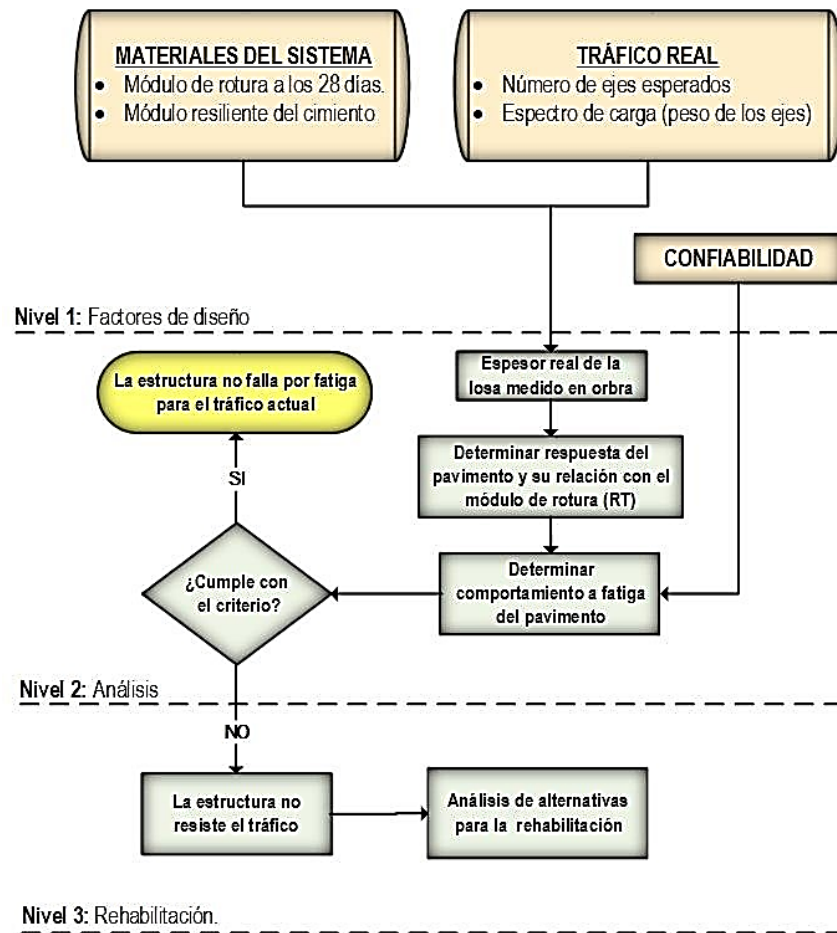 MATERIALES DEL SISTEMA
• Módulo de rotura a los 28 días.
• Módulo resiliente del cimiento
TRÁFICO REAL
• Número de ejes esperados
• Espectro de carga (peso de los ejes)
CONFIABILIDAD
Nivel 1: Factores de diseño
Espesor real de la
losa medido en orbra
La estructura no falla por fatiga
para el tráfico actual
Determinar respuesta del
pavimento y su relación con el
módulo de rotura (RT)
SI
Determinar
comportamiento a fatiga
del pavimento
¿Cumple con
el criterio?
Nivel 2: Análisis
NO
La estructura no
resiste el tráfico
Análisis de alternativas
para la rehabilitación
Nivel 3: Rehabilitación.